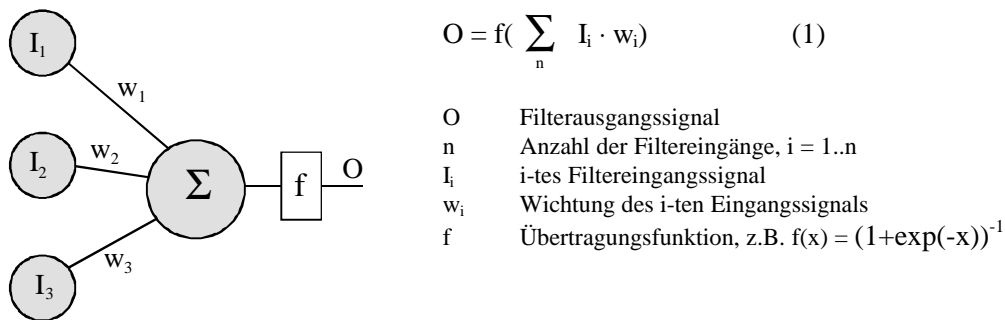 I₁
w₁
I₂
w₂
Σ
f
O
w₃
I₃
O = f( ∑ Iᵢ · wᵢ) (1)
n
O Filterausgangssignal
n Anzahl der Filtereingänge, i = 1..n
Iᵢ i-tes Filtereingangssignal
wᵢ Wichtung des i-ten Eingangssignals
f Übertragungsfunktion, z.B. f(x) = (1+exp(-x))⁻¹